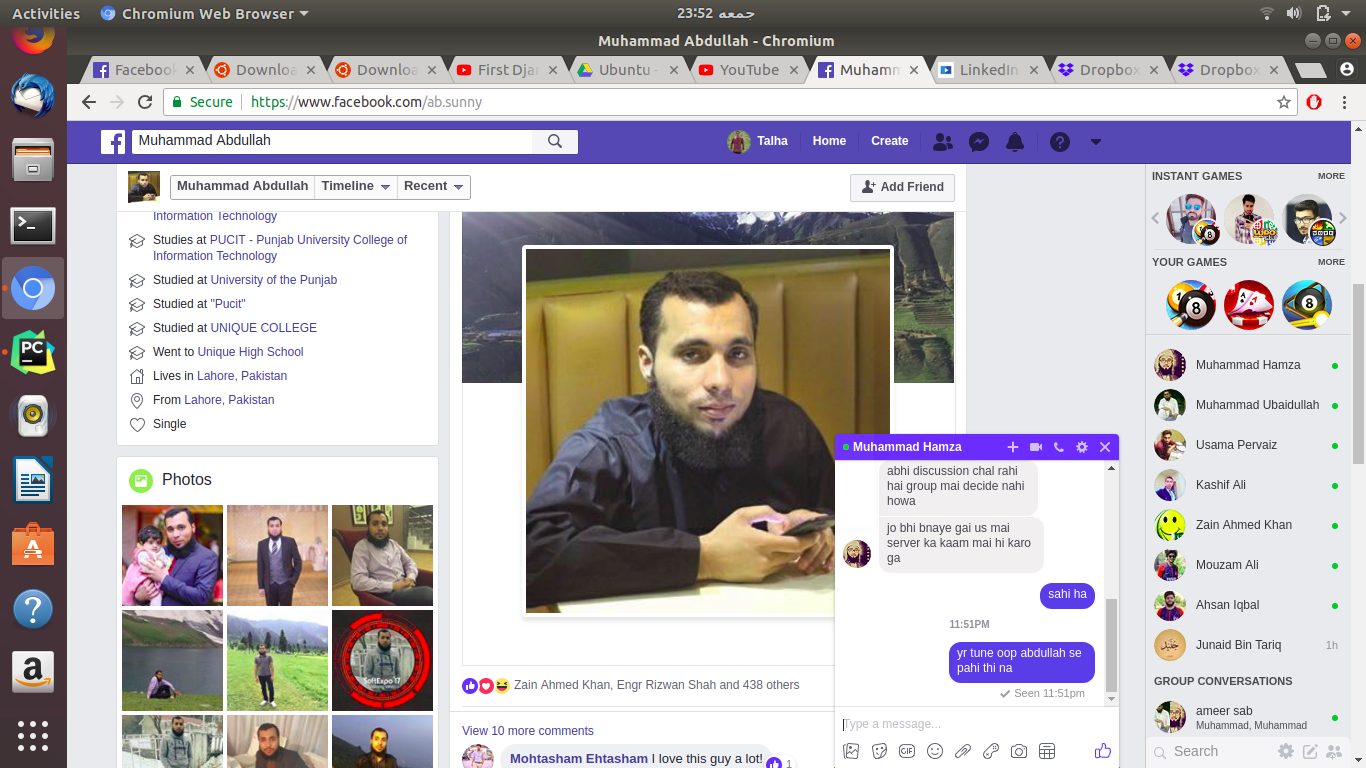 Activities
Chromium Web Browser
جمعه 23:52
Muhammad Abdullah - Chromium
Facebook
Downloa
Downloa
First Djan
Ubuntu -
YouTube
Muhamm
LinkedIn
Dropbox
Dropbox
Secure
https://www.facebook.com/ab.sunny
Muhammad Abdullah
Talha
Home
Create
Muhammad Abdullah
Timeline
Recent
Add Friend
Information Technology
Studies at PUCIT - Punjab University College of
Information Technology
Studied at University of the Punjab
Studied at "Pucit"
Studied at UNIQUE COLLEGE
Went to Unique High School
Lives in Lahore, Pakistan
From Lahore, Pakistan
Single
Photos
SoftExpo 17
Zain Ahmed Khan, Engr Rizwan Shah and 438 others
View 10 more comments
Mohtasham Ehtasham I love this guy a lot!
1
Muhammad Hamza
abhi discussion chal rahi
hai group mai decide nahi
howa
jo bhi bnaye gai us mai
server ka kaam mai hi karo
ga
sahi ha
11:51PM
yr tune oop abdullah se
pahi thi na
Seen 11:51pm
Type a message...
GIF
INSTANT GAMES
MORE
YOUR GAMES
MORE
Muhammad Hamza
Muhammad Ubaidullah
Usama Pervaiz
Kashif Ali
Zain Ahmed Khan
Mouzam Ali
Ahsan Iqbal
Junaid Bin Tariq
1h
GROUP CONVERSATIONS
ameer sab
Muhammad, Muhammad
Search